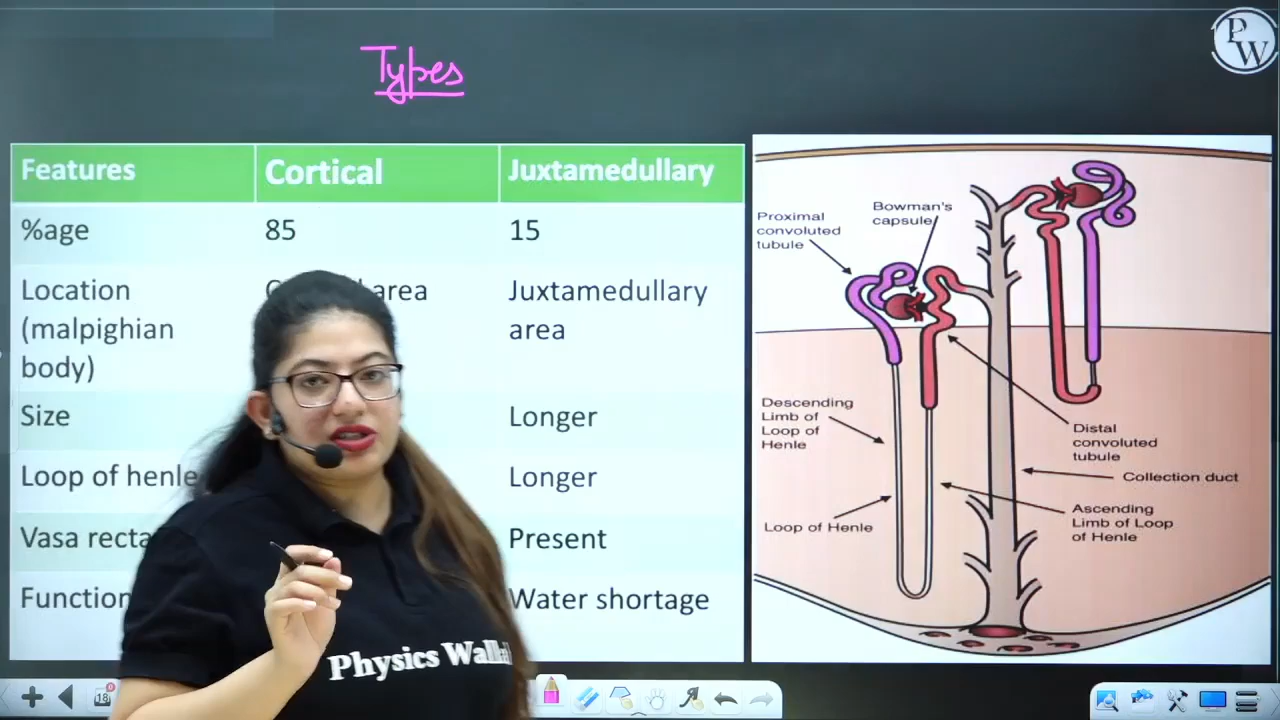 Types
PW
Features
Cortical
Juxtamedullary
%age
85
15
Location
(malpighian
body)
area
Juxtamedullary
area
Size
Longer
Loop of henle
Longer
Vasa recta
Present
Function
Water shortage
Proximal
convoluted
tubule
Bowman's
capsule
Descending
Limb of
Loop of
Henle
Loop of Henle
Distal
convoluted
tubule
Collection duct
Ascending
Limb of Loop
of Henle
Physics
18